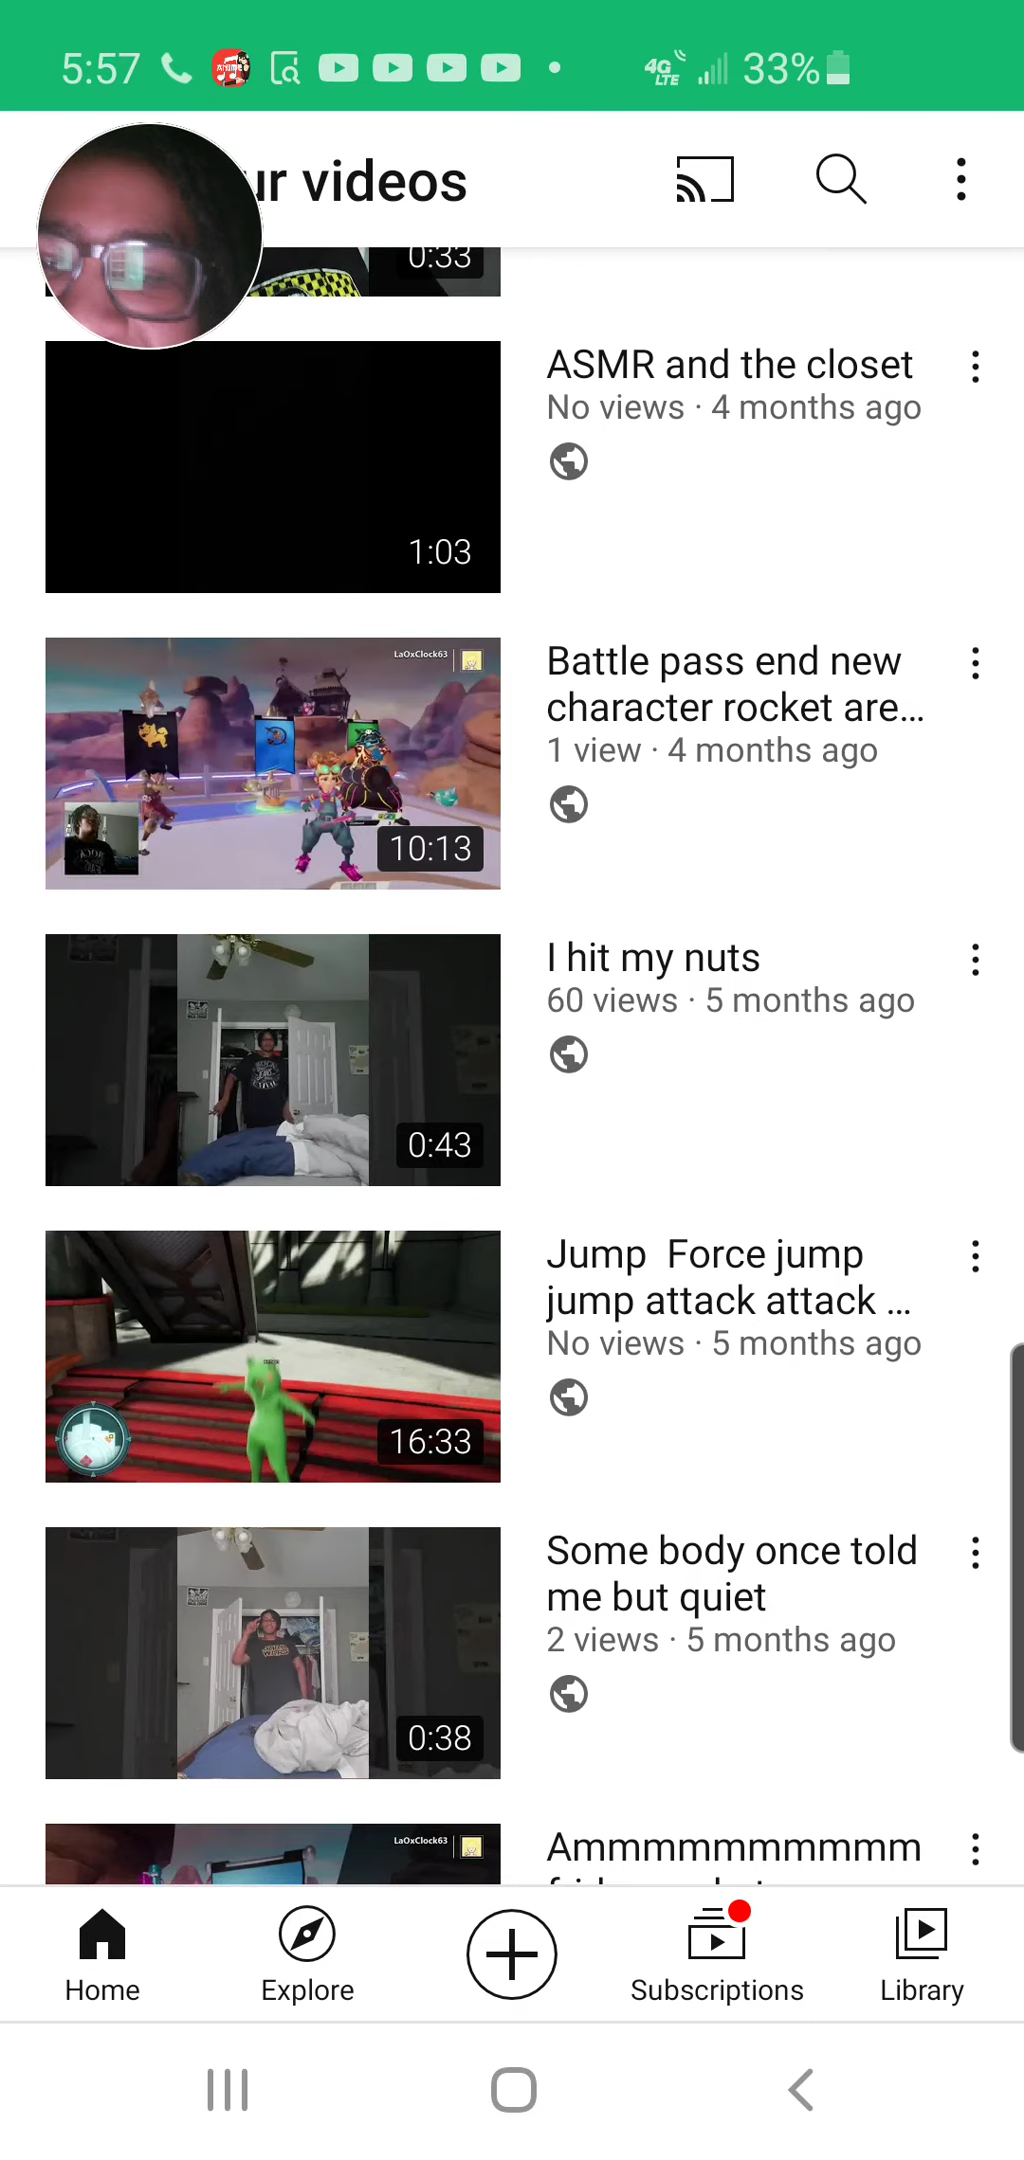 5:57
4G LTE 33%
ur videos
0:33
ASMR and the closet
No views · 4 months ago
1:03
LaOxClock63
Battle pass end new
character rocket are...
1 view · 4 months ago
10:13
I hit my nuts
60 views · 5 months ago
0:43
Jump  Force jump
jump attack attack ...
No views · 5 months ago
16:33
Some body once told
me but quiet
2 views · 5 months ago
0:38
LaOxClock63
Ammmmmmmmmm
Home
Explore
Subscriptions
Library